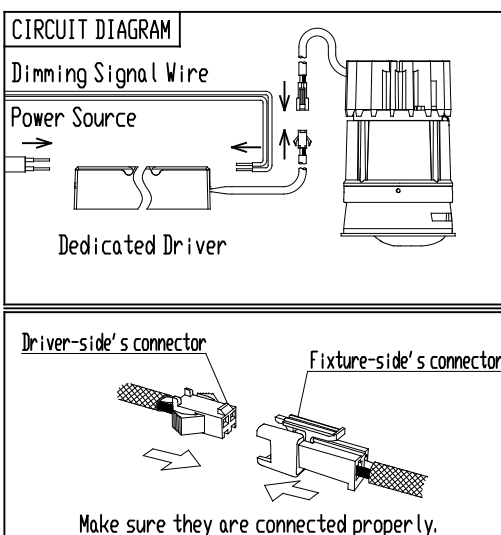 CIRCUIT DIAGRAM
Dimming Signal Wire
Power Source
Dedicated Driver
Driver-side's connector
Fixture-side's connector
Make sure they are connected properly.